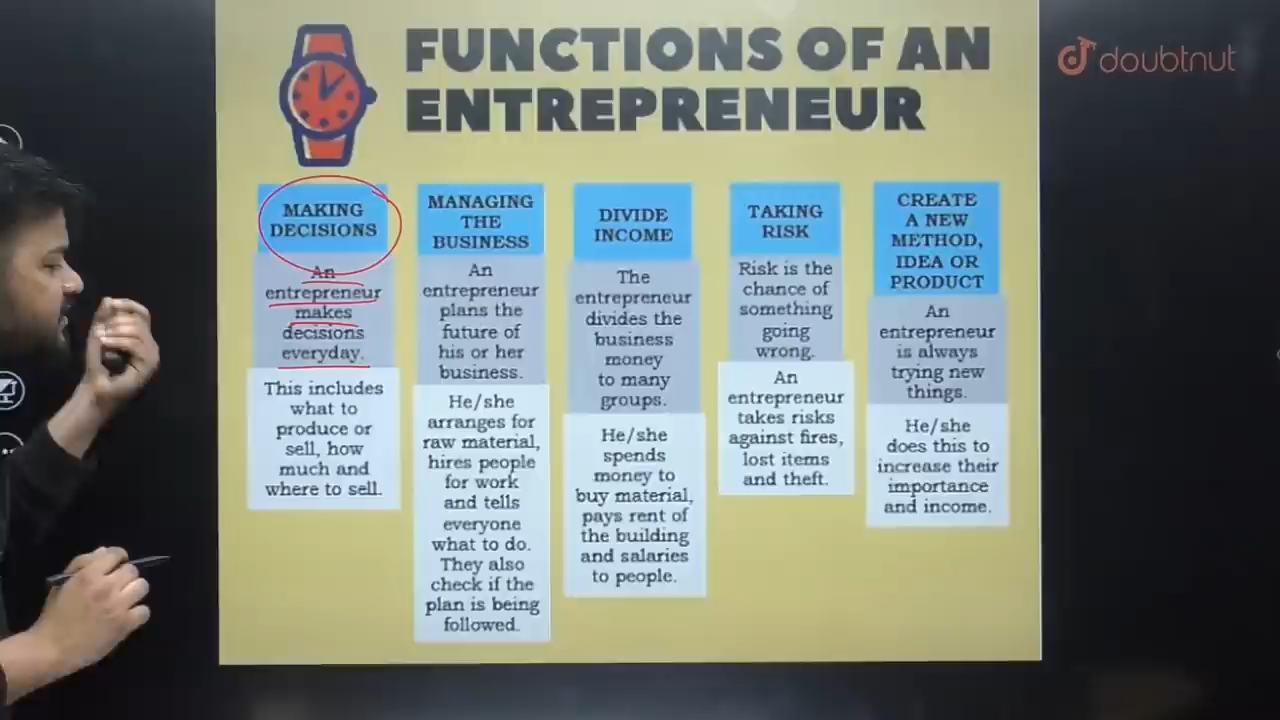 FUNCTIONS OF AN
ENTREPRENEUR
doubtnut
MAKING
DECISIONS
An
entrepreneur
makes
decisions
everyday.
This includes
what to
produce or
sell, how
much and
where to sell.
MANAGING
THE
BUSINESS
An
entrepreneur
plans the
future of
his or her
business.
He/she
arranges for
raw material,
hires people
for work
and tells
everyone
what to do.
They also
check if the
plan is being
followed.
DIVIDE
INCOME
The
entrepreneur
divides the
business
money
to many
groups.
He/she
spends
money to
buy material,
pays rent of
the building
and salaries
to people.
TAKING
RISK
Risk is the
chance of
something
going
wrong.
An
entrepreneur
takes risks
against fires,
lost items
and theft.
CREATE
A NEW
METHOD,
IDEA OR
PRODUCT
An
entrepreneur
is always
trying new
things.
He/she
does this to
increase their
importance
and income.